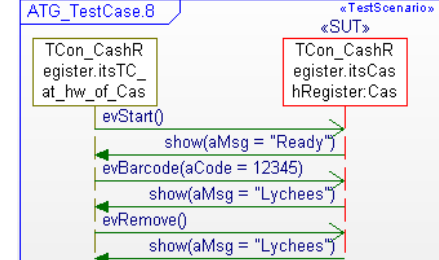 ATG_TestCase.8
«TestScenario»
«SUT»
TCon_CashR
egister.itsTC_
at_hw_of_Cas
TCon_CashR
egister.itsCas
hRegister:Cas
evStart()
show(aMsg = "Ready")
evBarcode(aCode = 12345)
show(aMsg = "Lychees")
evRemove()
show(aMsg = "Lychees")